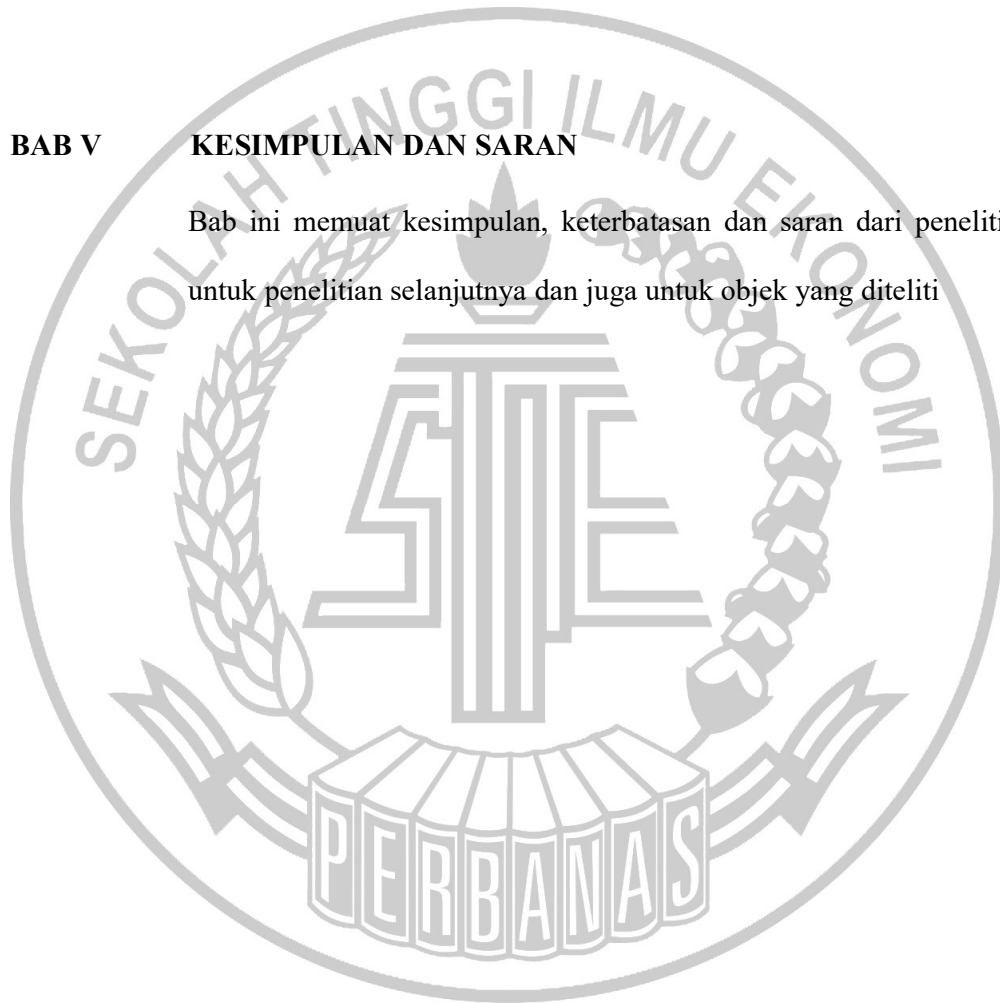 SEKOLAH TINGGI ILMU EKONOMI
BAB V KESIMPULAN DAN SARAN
Bab ini memuat kesimpulan, keterbatasan dan saran dari peneliti
untuk penelitian selanjutnya dan juga untuk objek yang diteliti
STIE
PERBANAS